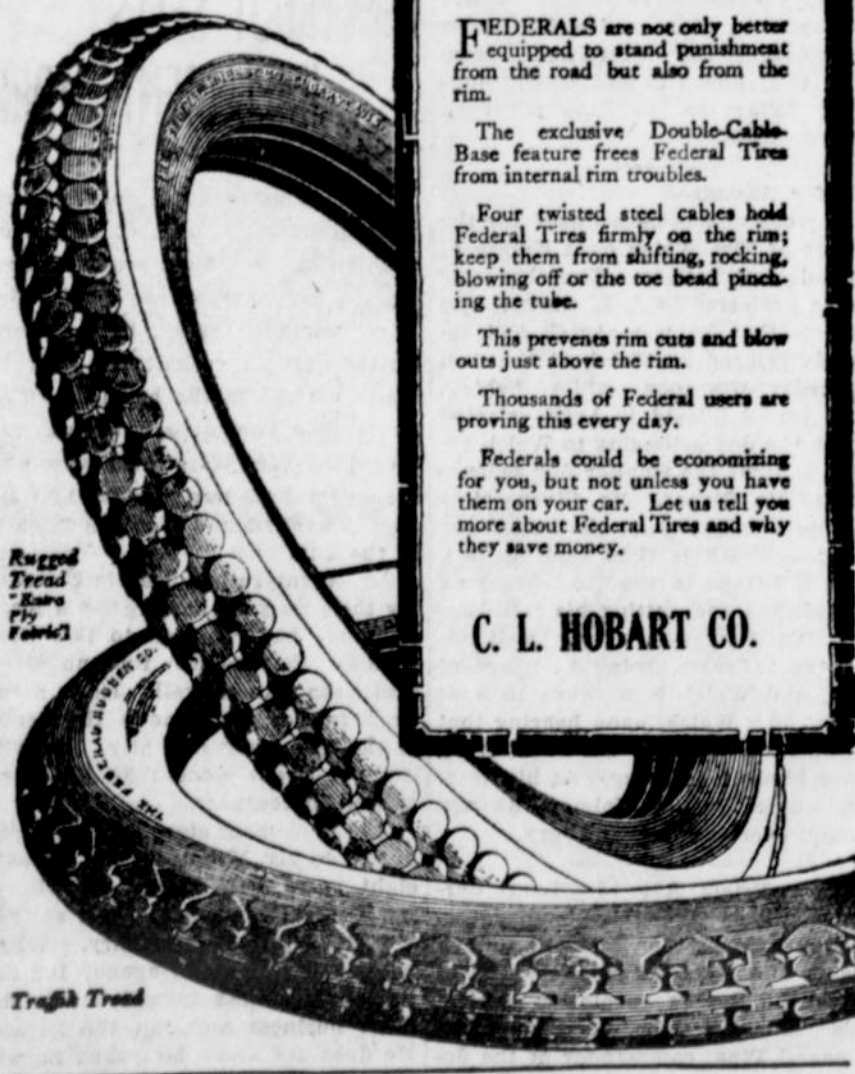 FEDERALS are not only better
equipped to stand punishment
from the road but also from the
rim.
The exclusive Double-Cable-
Base feature frees Federal Tires
from internal rim troubles.
Four twisted steel cables hold
Federal Tires firmly on the rim;
keep them from shifting, rocking,
blowing off or the toe bead pinch-
ing the tube.
This prevents rim cuts and blow
outs just above the rim.
Thousands of Federal users are
proving this every day.
Federals could be economizing
for you, but not unless you have
them on your car. Let us tell you
more about Federal Tires and why
they save money.
C. L. HOBART CO.
Rugged
Tread
"Extra
Ply
Fabric"
THE FEDERAL RUBBER CO.
Traffik Tread